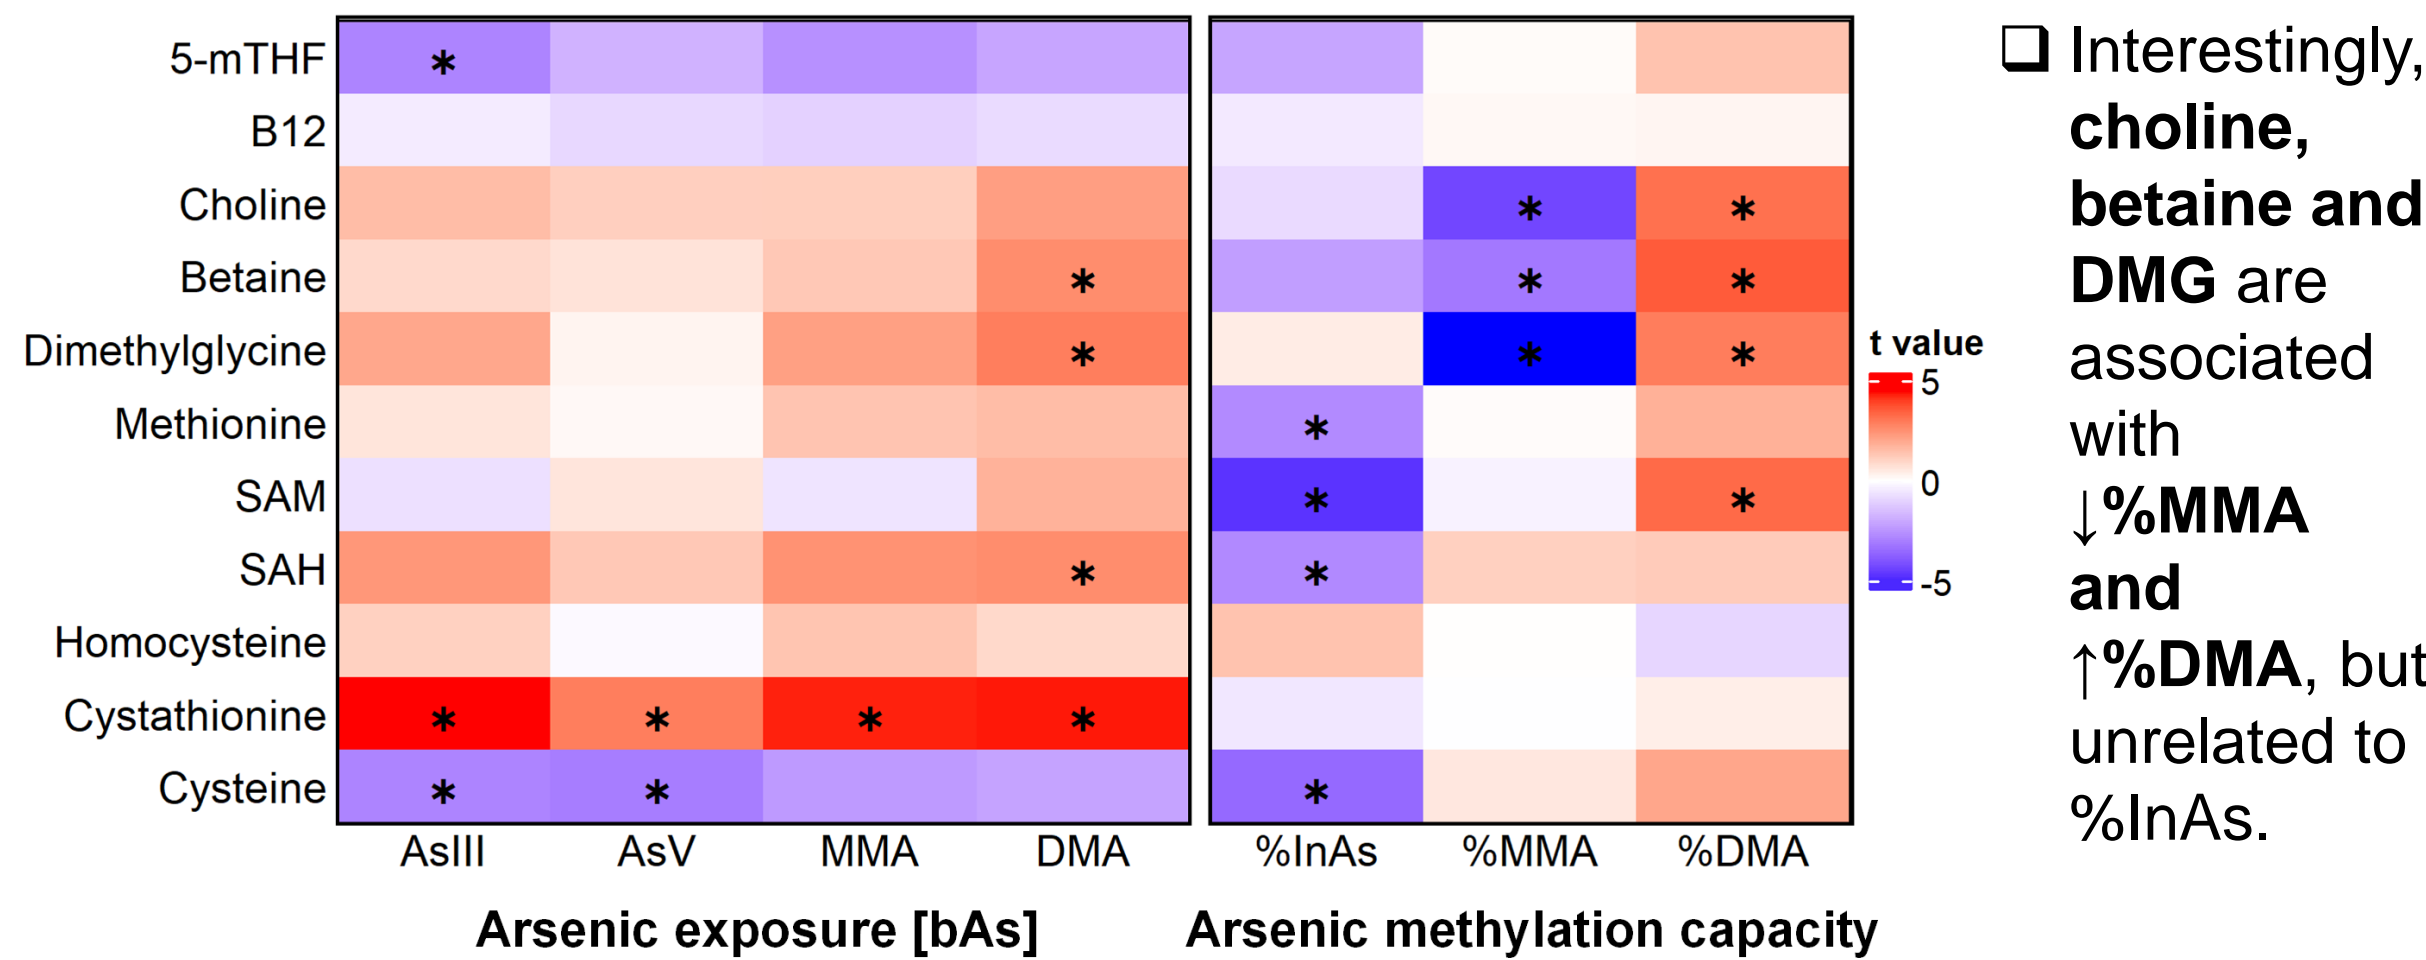 5-mTHF *
B12
Choline * *
Betaine * * *
Dimethylglycine * * *
Methionine *
SAM * *
SAH * *
Homocysteine
Cystathionine * * * *
Cysteine * * *
AsIII AsV MMA DMA %InAs %MMA %DMA
Arsenic exposure [bAs] Arsenic methylation capacity
t value
5
0
-5
❑ Interestingly,
choline,
betaine and
DMG are
associated
with
↓%MMA
and
↑%DMA, but
unrelated to
%InAs.